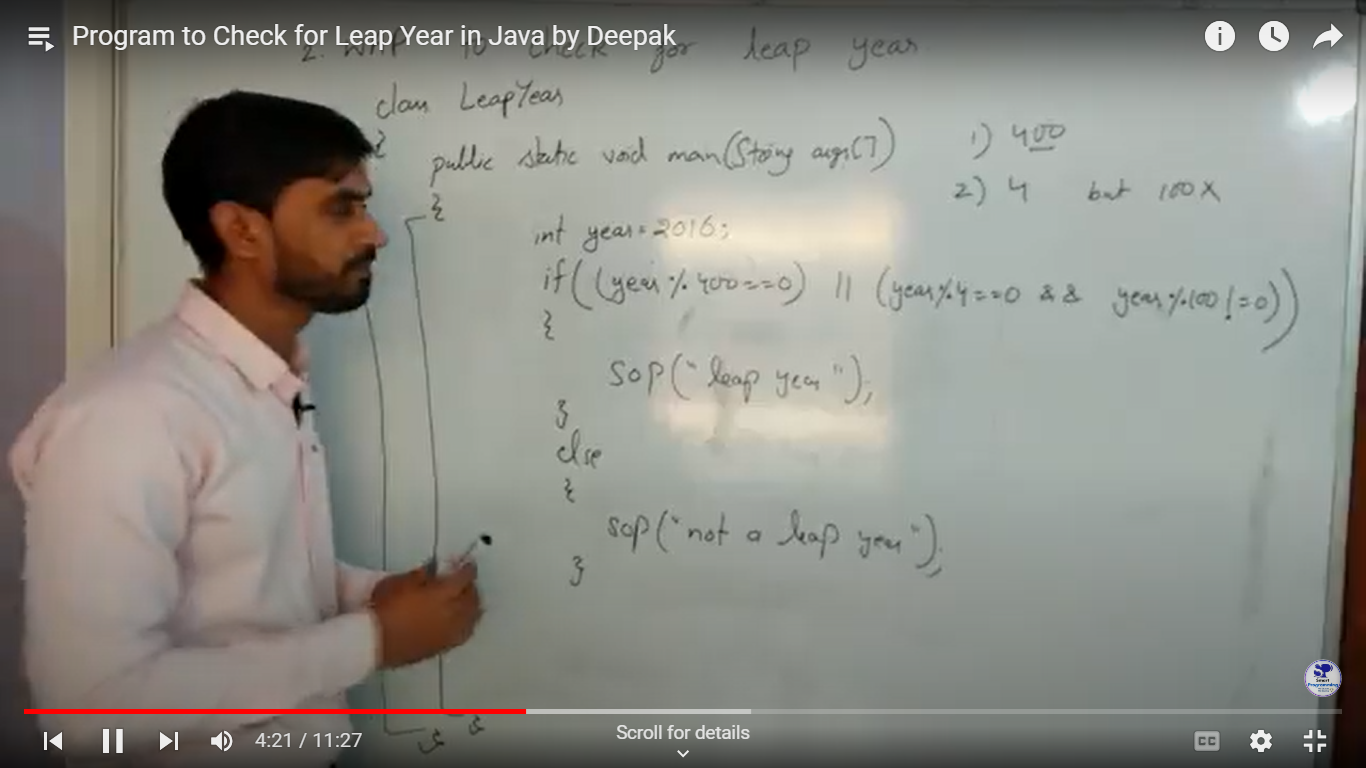 Program to Check for Leap Year in Java by Deepak
2. WAP to check for leap year
class LeapYear
{
public static void main(String args[])
1) 400
2) 4 but 100 X
{
int year = 2016;
if((year % 400 == 0) || (year%4 == 0 && year %100 != 0))
{
SOP("leap year");
}
else
{
SOP("not a leap year");
}
}
}
Smart
Programming
4:21 / 11:27
Scroll for details
CC